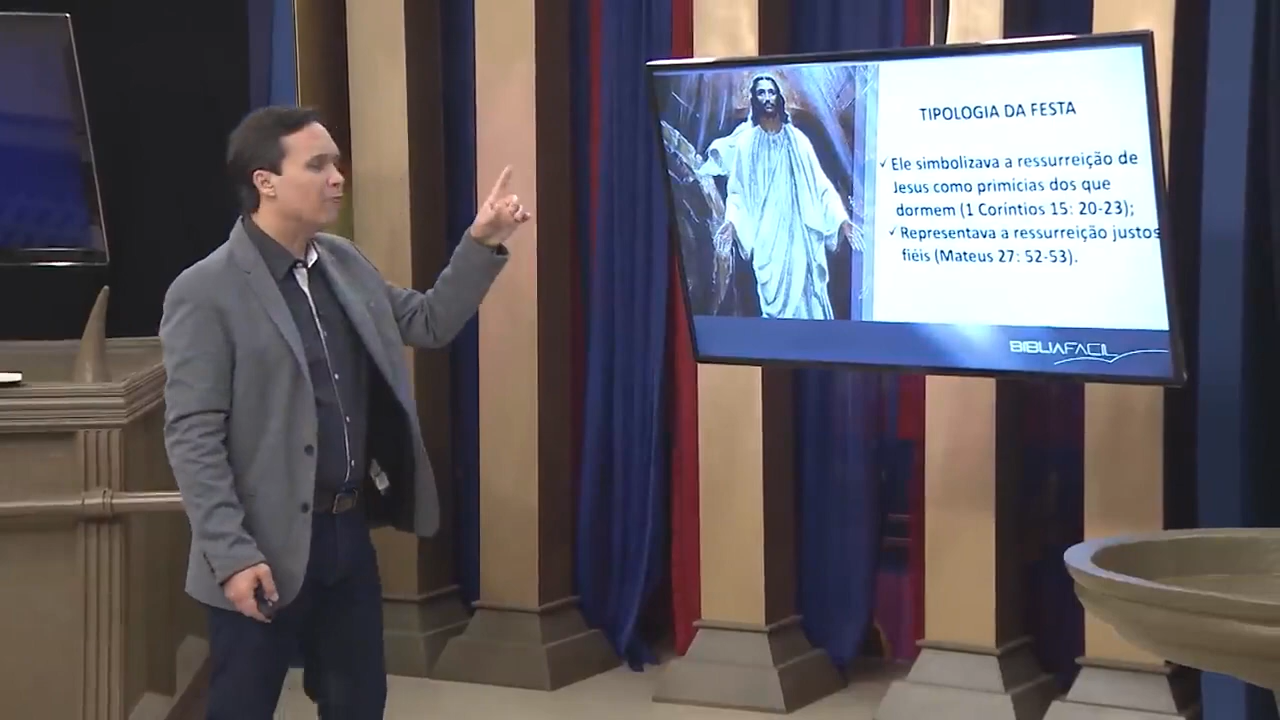 TIPOLOGIA DA FESTA
✓ Ele simbolizava a ressurreição de
Jesus como primicias dos que
dormem (1 Coríntios 15: 20-23);
✓ Representava a ressurreição justos
fiéis (Mateus 27: 52-53).
BIBLIAFACIL